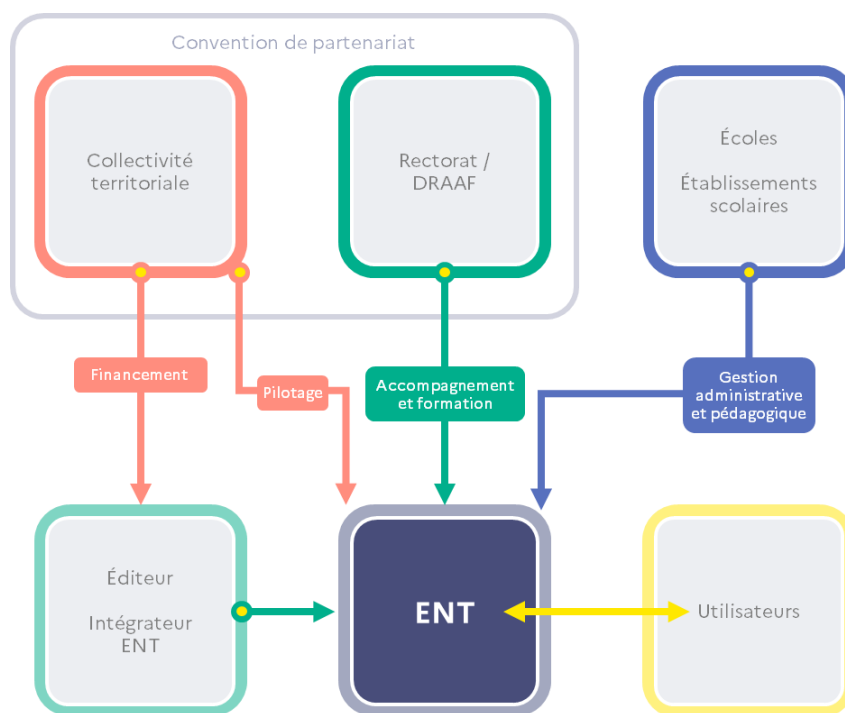 Convention de partenariat
Collectivité
territoriale
Rectorat /
DRAAF
Écoles
Établissements
scolaires
Financement
Pilotage
Accompagnement
et formation
Gestion
administrative
et pédagogique
Éditeur
Intégrateur
ENT
ENT
Utilisateurs